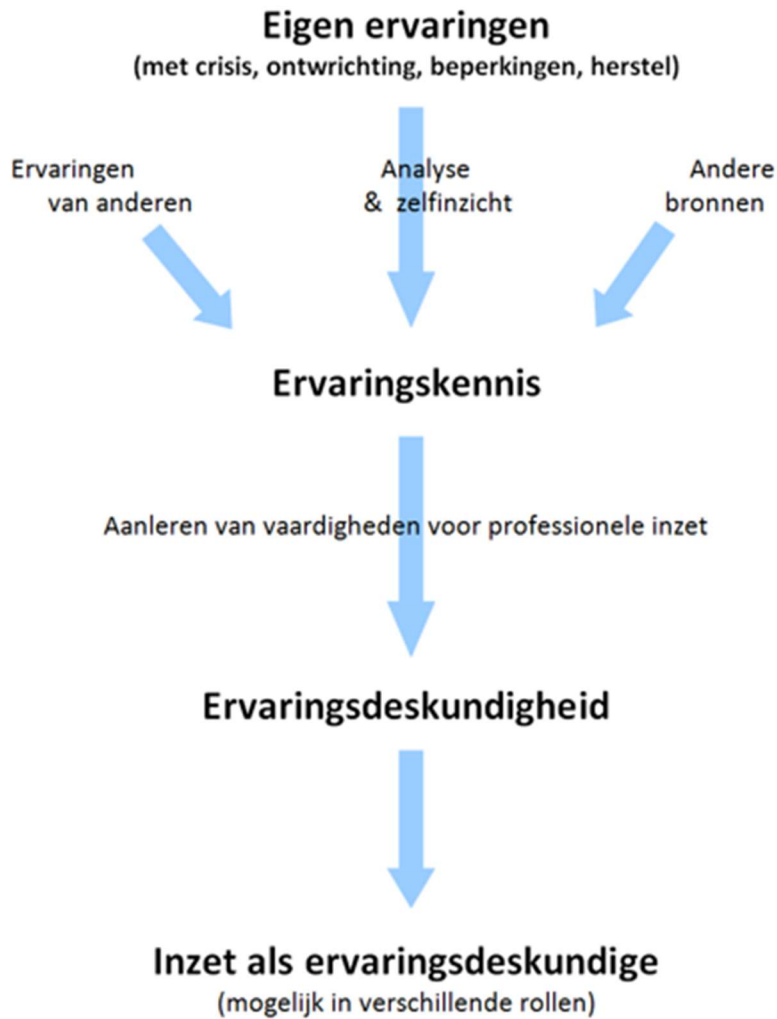 Eigen ervaringen
(met crisis, ontwrichting, beperkingen, herstel)
Ervaringen
van anderen
Analyse
& zelfinzicht
Andere
bronnen
Ervaringskennis
Aanleren van vaardigheden voor professionele inzet
Ervaringsdeskundigheid
Inzet als ervaringsdeskundige
(mogelijk in verschillende rollen)